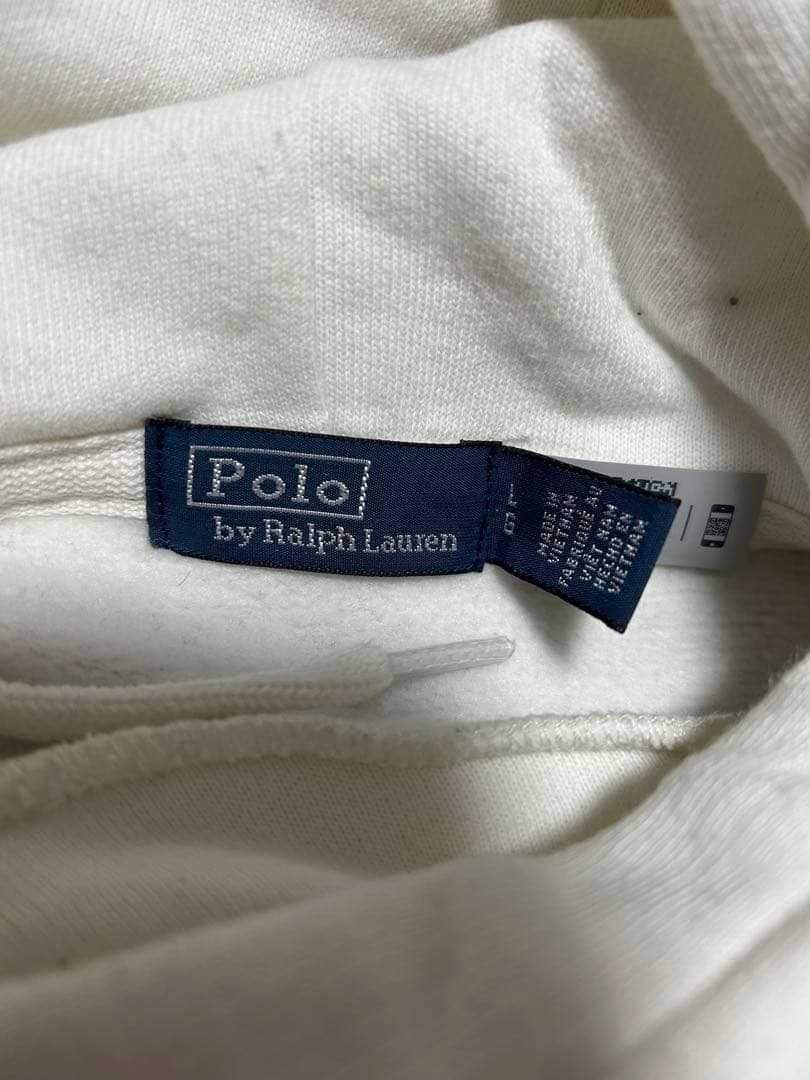 Polo
by Ralph Lauren
L
G
MADE IN
VIETNAM
FABRIQUÉ AU
VIET NAM
HECHO EN
VIETNAM